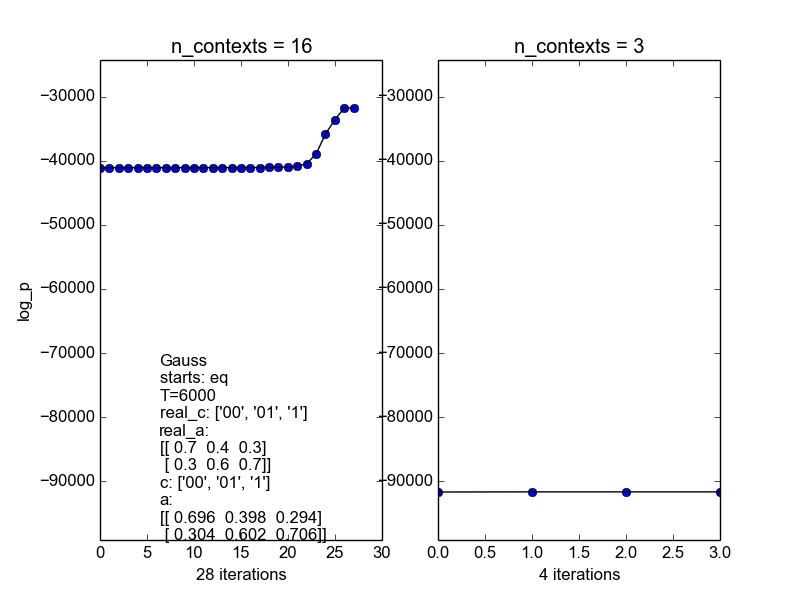 n_contexts = 16
n_contexts = 3
log_p
−30000
−40000
−50000
−60000
−70000
−80000
−90000
Gauss
starts: eq
T=6000
real_c: ['00', '01', '1']
real_a:
[[ 0.7 0.4 0.3]
[ 0.3 0.6 0.7]]
c: ['00', '01', '1']
a:
[[ 0.696 0.398 0.294]
[ 0.304 0.602 0.706]]
0 5 10 15 20 25 30
28 iterations
−30000
−40000
−50000
−60000
−70000
−80000
−90000
0.0 0.5 1.0 1.5 2.0 2.5 3.0
4 iterations